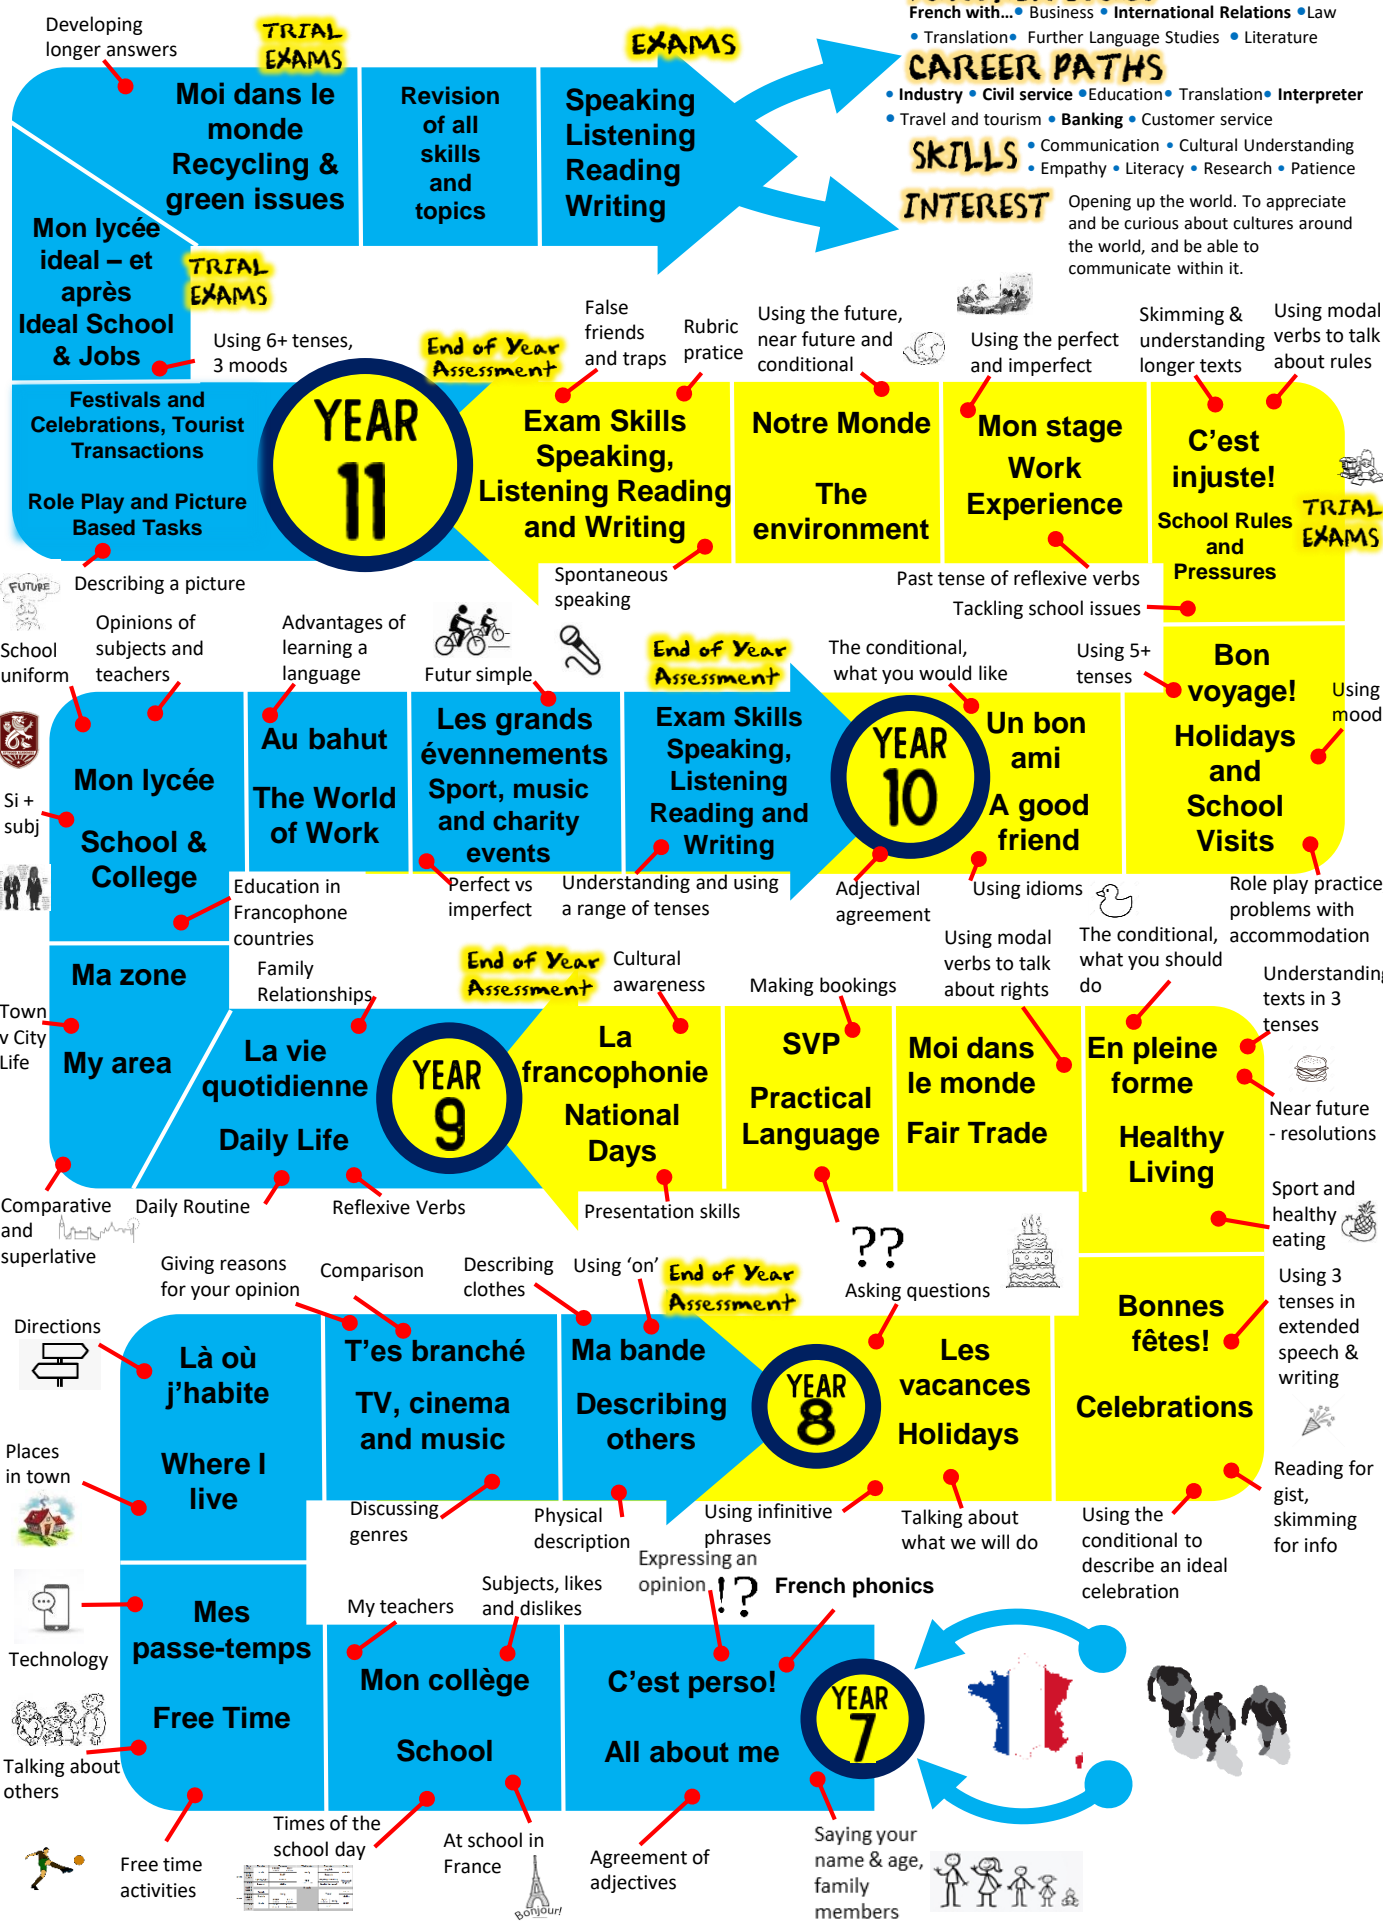 French with...• Business • International Relations •Law
• Translation• Further Language Studies • Literature
CAREER PATHS
• Industry • Civil service •Education• Translation• Interpreter
• Travel and tourism • Banking • Customer service
SKILLS
• Communication • Cultural Understanding
• Empathy • Literacy • Research • Patience
INTEREST
Opening up the world. To appreciate
and be curious about cultures around
the world, and be able to
communicate within it.
Developing
longer answers
TRIAL
EXAMS
EXAMS
Moi dans le
monde
Recycling &
green issues
Revision
of all
skills
and
topics
Speaking
Listening
Reading
Writing
Mon lycée
ideal – et
après
Ideal School
& Jobs
TRIAL
EXAMS
Using 6+ tenses,
3 moods
Festivals and
Celebrations, Tourist
Transactions
Role Play and Picture
Based Tasks
Describing a picture
FUTURE
YEAR
11
End of Year
Assessment
False
friends
and traps
Rubric
pratice
Using the future,
near future and
conditional
Using the perfect
and imperfect
Skimming &
understanding
longer texts
Using modal
verbs to talk
about rules
Exam Skills
Speaking,
Listening Reading
and Writing
Notre Monde
The
environment
Mon stage
Work
Experience
C'est
injuste!
School Rules
and
Pressures
TRIAL
EXAMS
Spontaneous
speaking
Past tense of reflexive verbs
Tackling school issues
School
uniform
Opinions of
subjects and
teachers
Advantages of
learning a
language
Futur simple
End of Year
Assessment
The conditional,
what you would like
Using 5+
tenses
Bon
voyage!
Holidays
and
School
Visits
Using
mood
Mon lycée
School &
College
Au bahut
The World
of Work
Les grands
évennements
Sport, music
and charity
events
Exam Skills
Speaking,
Listening
Reading and
Writing
YEAR
10
Un bon
ami
A good
friend
Si +
subj
Education in
Francophone
countries
Perfect vs
imperfect
Understanding and using
a range of tenses
Adjectival
agreement
Using idioms
Role play practice
problems with
accommodation
Ma zone
My area
Town
v City
Life
Family
Relationships
End of Year
Assessment
Cultural
awareness
Making bookings
Using modal
verbs to talk
about rights
The conditional,
what you should
do
Understanding
texts in 3
tenses
La vie
quotidienne
Daily Life
YEAR
9
La
francophonie
National
Days
SVP
Practical
Language
Moi dans
le monde
Fair Trade
En pleine
forme
Healthy
Living
Near future
- resolutions
Comparative
and
superlative
Daily Routine
Reflexive Verbs
Presentation skills
Sport and
healthy
eating
??
Asking questions
Giving reasons
for your opinion
Comparison
Describing
clothes
Using 'on'
End of Year
Assessment
Bonnes
fêtes!
Celebrations
Using 3
tenses in
extended
speech &
writing
Directions
Là où
j'habite
Where I
live
T'es branché
TV, cinema
and music
Ma bande
Describing
others
YEAR
8
Les
vacances
Holidays
Places
in town
Discussing
genres
Physical
description
Using infinitive
phrases
Talking about
what we will do
Using the
conditional to
describe an ideal
celebration
Reading for
gist,
skimming
for info
Technology
Mes
passe-temps
Free Time
My teachers
Subjects, likes
and dislikes
Expressing an
opinion
!?
French phonics
Mon collège
School
C'est perso!
All about me
YEAR
7
Talking about
others
Free time
activities
Times of the
school day
At school in
France
Bonjour!
Agreement of
adjectives
Saying your
name & age,
family
members